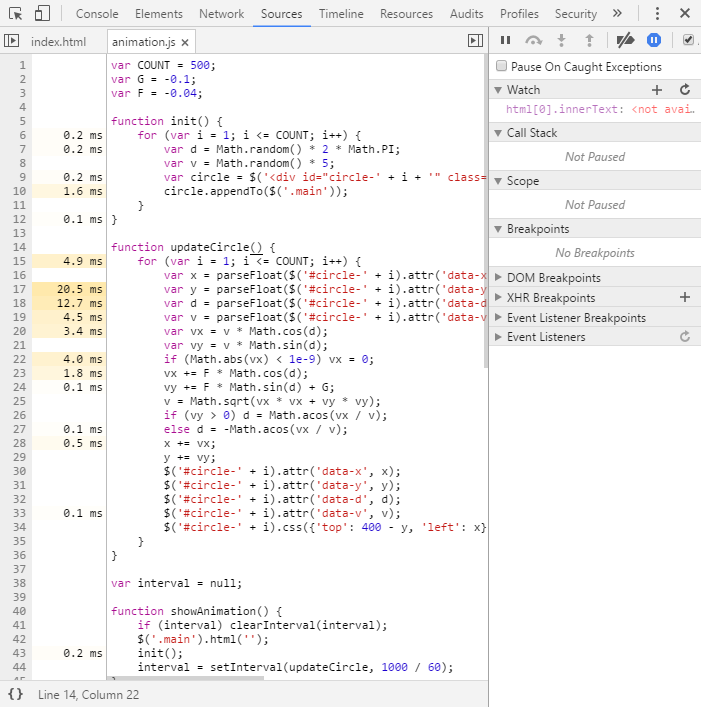 Console Elements Network Sources Timeline Resources Audits Profiles Security »
index.html animation.js
1 var COUNT = 500;
2 var G = -0.1;
3 var F = -0.04;
4
5 function init() {
6 0.2 ms for (var i = 1; i <= COUNT; i++) {
7 0.2 ms var d = Math.random() * 2 * Math.PI;
8 var v = Math.random() * 5;
9 0.2 ms var circle = $('<div id="circle-' + i + '" class=
10 1.6 ms circle.appendTo($('.main'));
11 }
12 0.1 ms }
13
14 function updateCircle() {
15 4.9 ms for (var i = 1; i <= COUNT; i++) {
16 var x = parseFloat($('#circle-' + i).attr('data-x
17 20.5 ms var y = parseFloat($('#circle-' + i).attr('data-y
18 12.7 ms var d = parseFloat($('#circle-' + i).attr('data-d
19 4.5 ms var v = parseFloat($('#circle-' + i).attr('data-v
20 3.4 ms var vx = v * Math.cos(d);
21 var vy = v * Math.sin(d);
22 4.0 ms if (Math.abs(vx) < 1e-9) vx = 0;
23 1.8 ms vx += F * Math.cos(d);
24 0.1 ms vy += F * Math.sin(d) + G;
25 v = Math.sqrt(vx * vx + vy * vy);
26 if (vy > 0) d = Math.acos(vx / v);
27 0.1 ms else d = -Math.acos(vx / v);
28 0.5 ms x += vx;
29 y += vy;
30 $('#circle-' + i).attr('data-x', x);
31 $('#circle-' + i).attr('data-y', y);
32 $('#circle-' + i).attr('data-d', d);
33 0.1 ms $('#circle-' + i).attr('data-v', v);
34 $('#circle-' + i).css({'top': 400 - y, 'left': x}
35 }
36 }
37
38 var interval = null;
39
40 function showAnimation() {
41 if (interval) clearInterval(interval);
42 $('.main').html('');
43 0.2 ms init();
44 interval = setInterval(updateCircle, 1000 / 60);
{} Line 14, Column 22
Pause On Caught Exceptions
Watch
html[0].innerText: <not avai…
Call Stack
Not Paused
Scope
Not Paused
Breakpoints
No Breakpoints
DOM Breakpoints
XHR Breakpoints
Event Listener Breakpoints
Event Listeners